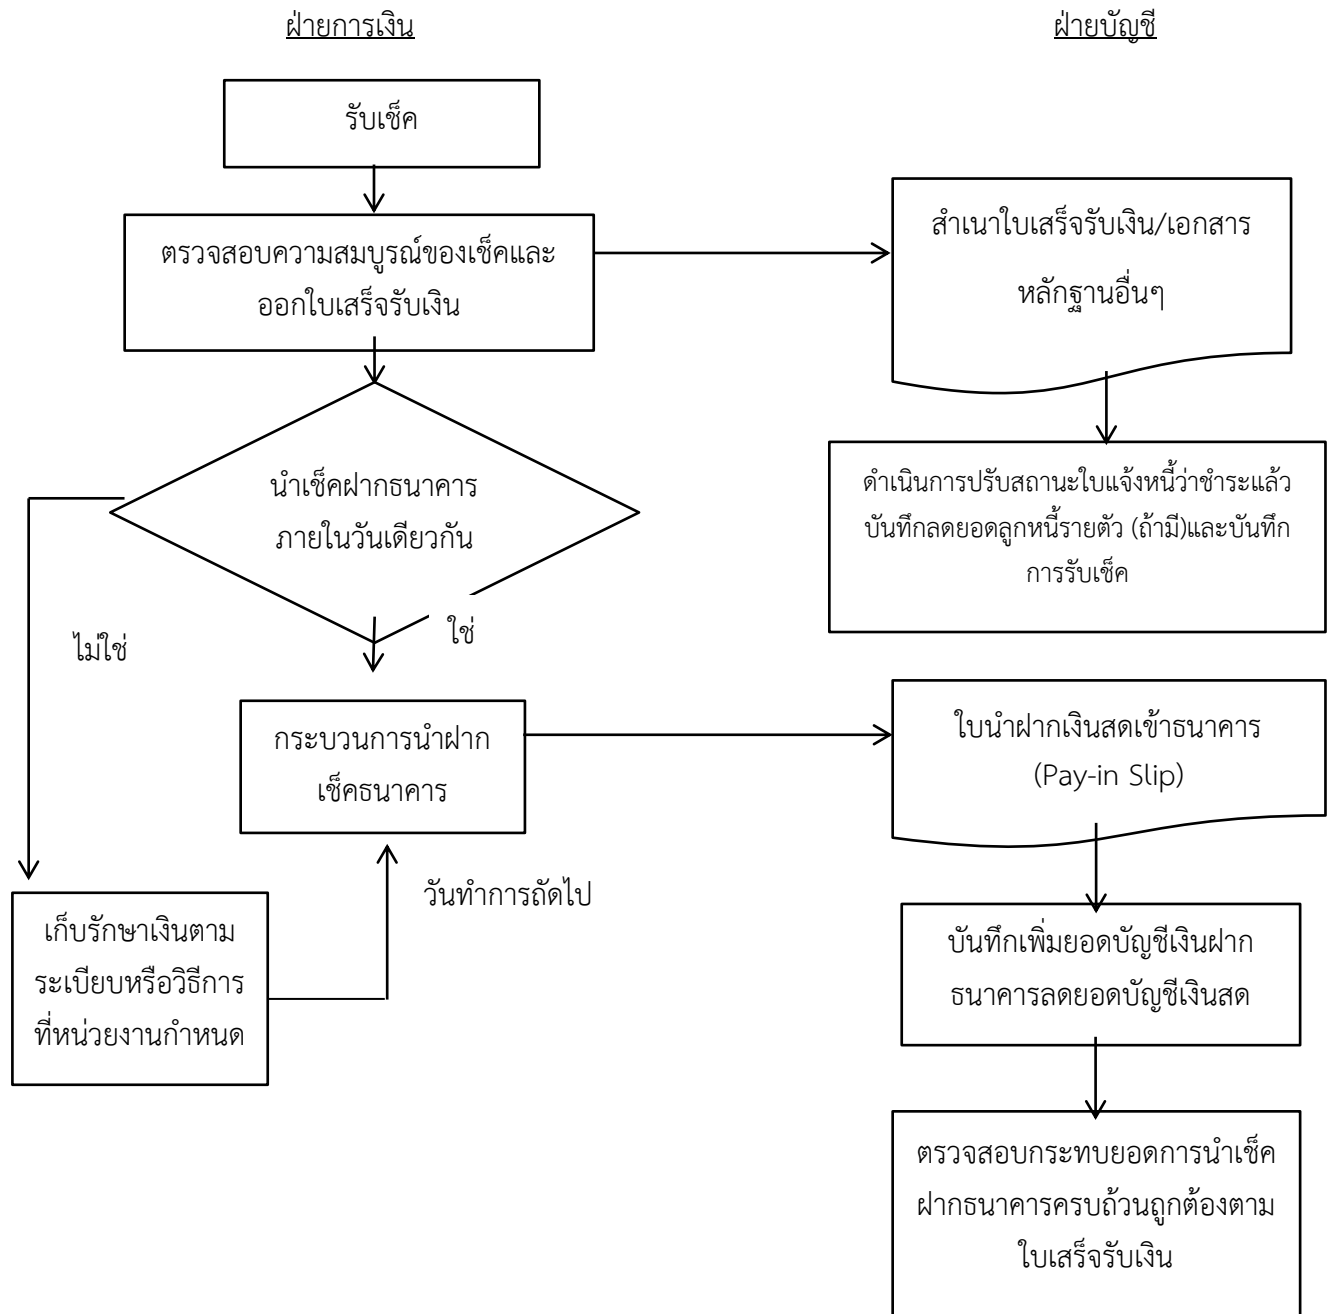 ฝ่ายการเงิน
ฝ่ายบัญชี
รับเช็ค
ตรวจสอบความสมบูรณ์ของเช็คและ
ออกใบเสร็จรับเงิน
สำเนาใบเสร็จรับเงิน/เอกสาร
หลักฐานอื่นๆ
นำเช็คฝากธนาคาร
ภายในวันเดียวกัน
ดำเนินการปรับสถานะใบแจ้งหนี้ว่าชำระแล้ว
บันทึกลดยอดลูกหนี้รายตัว (ถ้ามี)และบันทึก
การรับเช็ค
ไม่ใช่
ใช่
กระบวนการนำฝาก
เช็คธนาคาร
ใบนำฝากเงินสดเข้าธนาคาร
(Pay-in Slip)
วันทำการถัดไป
เก็บรักษาเงินตาม
ระเบียบหรือวิธีการ
ที่หน่วยงานกำหนด
บันทึกเพิ่มยอดบัญชีเงินฝาก
ธนาคารลดยอดบัญชีเงินสด
ตรวจสอบกระทบยอดการนำเช็ค
ฝากธนาคารครบถ้วนถูกต้องตาม
ใบเสร็จรับเงิน